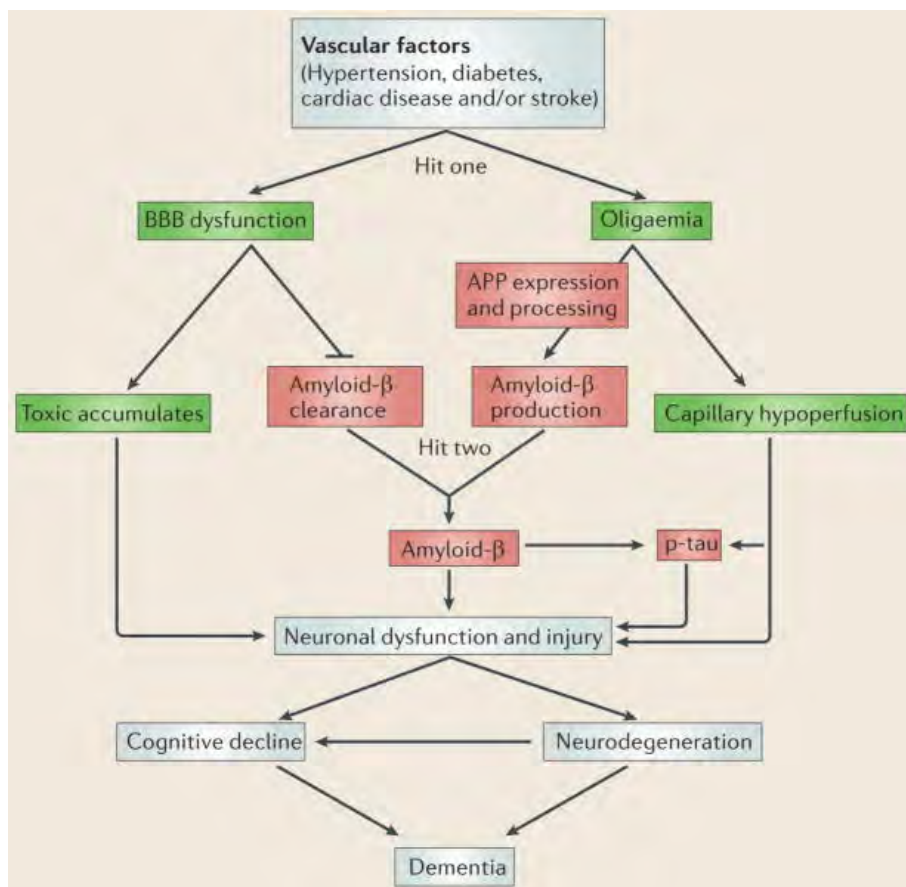 Vascular factors
(Hypertension, diabetes,
cardiac disease and/or stroke)
Hit one
BBB dysfunction
Oligaemia
APP expression
and processing
Amyloid-β
clearance
Amyloid-β
production
Toxic accumulates
Capillary hypoperfusion
Hit two
Amyloid-β
p-tau
Neuronal dysfunction and injury
Cognitive decline
Neurodegeneration
Dementia